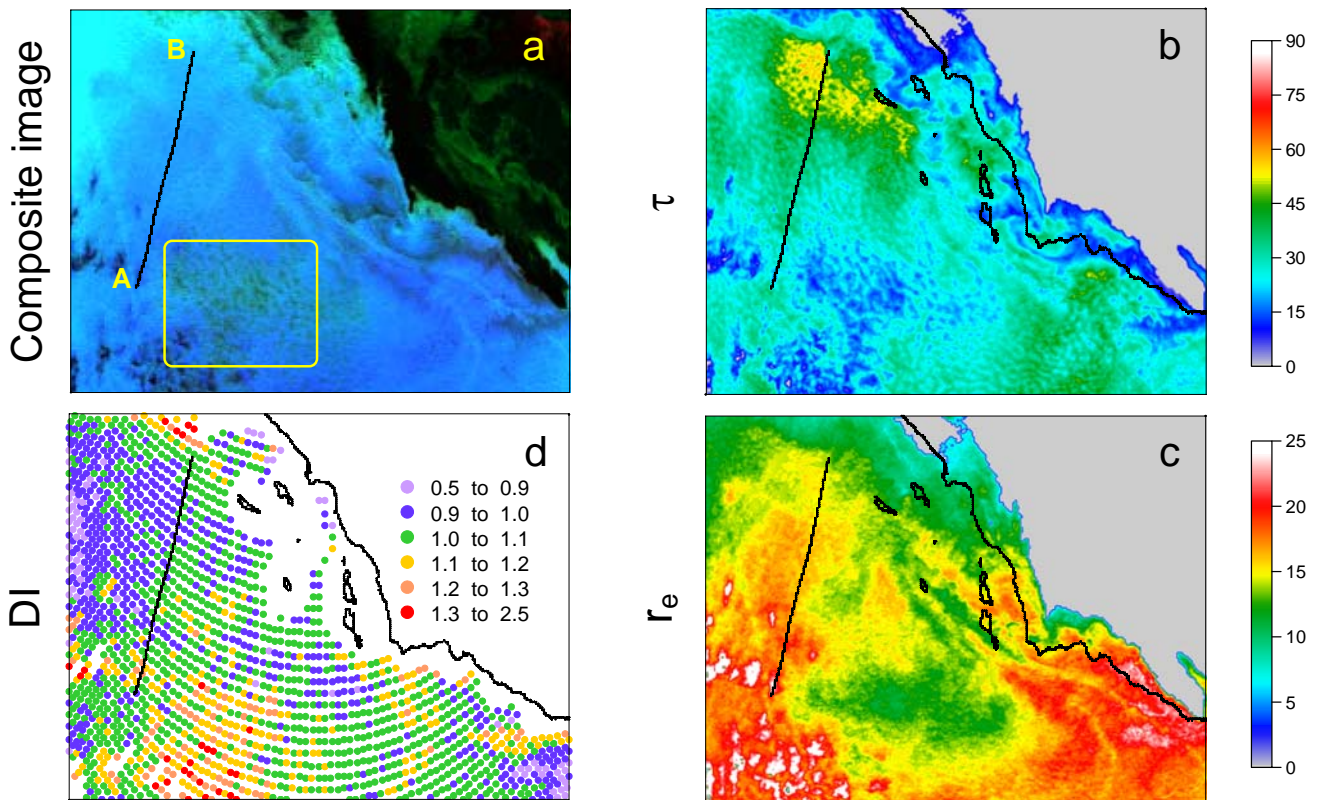 Composite image
B
a
A
τ
b
90
75
60
45
30
15
0
DI
d
0.5 to 0.9
0.9 to 1.0
1.0 to 1.1
1.1 to 1.2
1.2 to 1.3
1.3 to 2.5
re
c
25
20
15
10
5
0